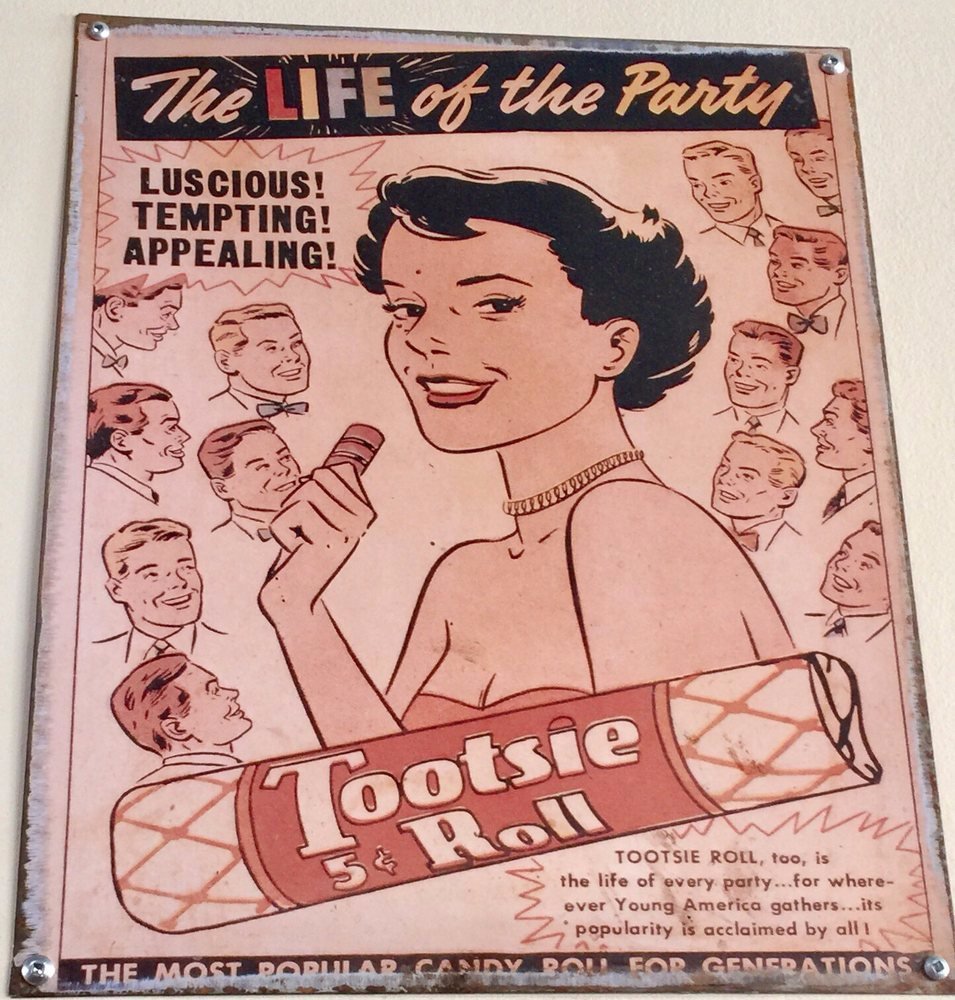 The LIFE of the Party
LUSCIOUS!
TEMPTING!
APPEALING!
Tootsie
5¢ Roll
TOOTSIE ROLL, too, is
the life of every party...for where-
ever Young America gathers...its
popularity is acclaimed by all!
THE MOST POPULAR CANDY ROLL FOR GENERATIONS